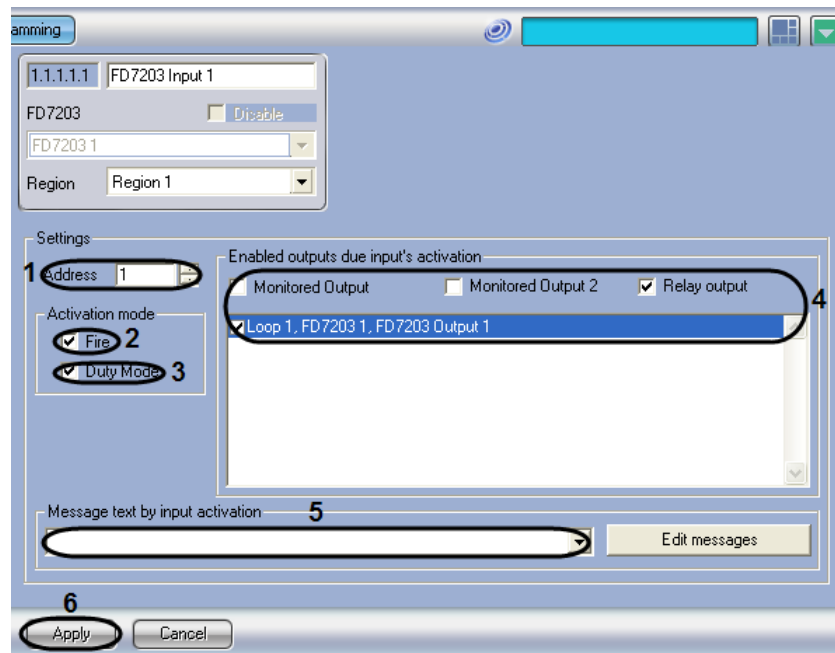 amming
1.1.1.1.1 FD7203 Input 1
FD7203 Disable
FD7203 1
Region Region 1
Settings
Enabled outputs due input's activation
1 Address 1
Monitored Output Monitored Output 2 Relay output 4
Activation mode
Fire 2
Loop 1, FD7203 1, FD7203 Output 1
Duty Mode 3
Message text by input activation 5
Edit messages
6
Apply Cancel